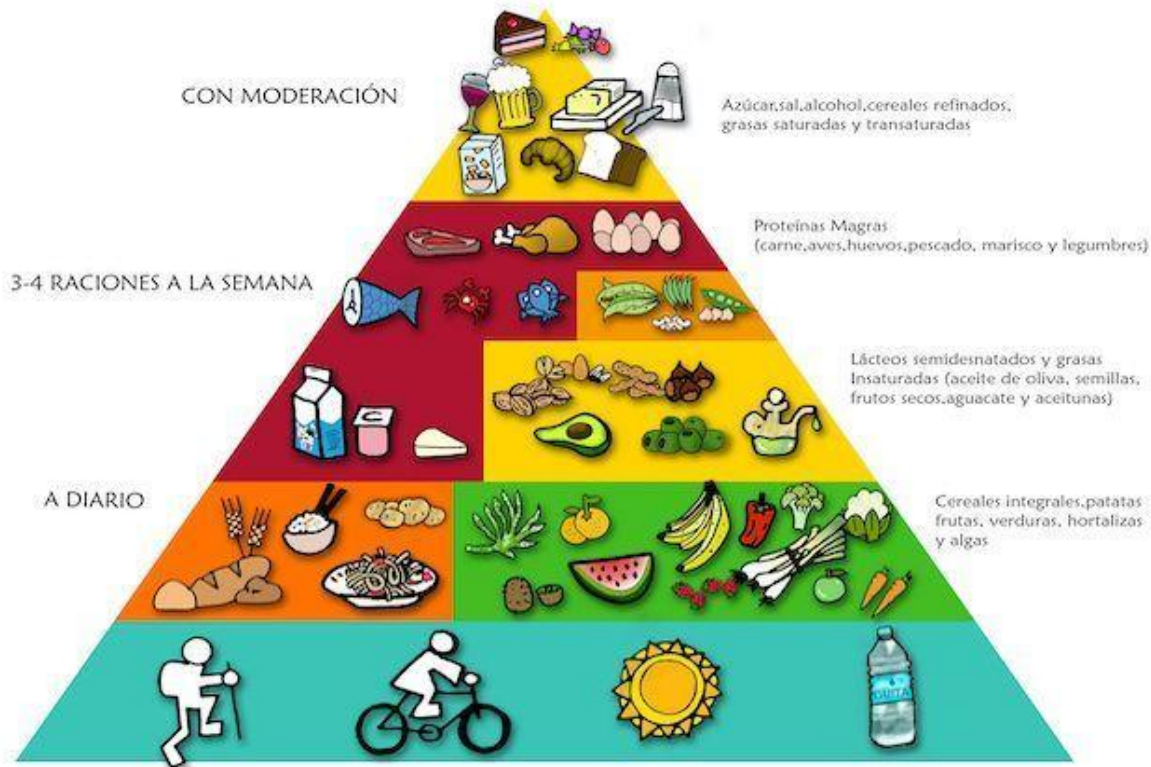 CON MODERACIÓN
Azúcar,sal,alcohol,cereales refinados,
grasas saturadas y transaturadas
Proteínas Magras
(carne,aves,huevos,pescado, marisco y legumbres)
3-4 RACIONES A LA SEMANA
Lácteos semidesnatados y grasas
Insaturadas (aceite de oliva, semillas,
frutos secos,aguacate y aceitunas)
A DIARIO
Cereales integrales,patatas
frutas, verduras, hortalizas
y algas